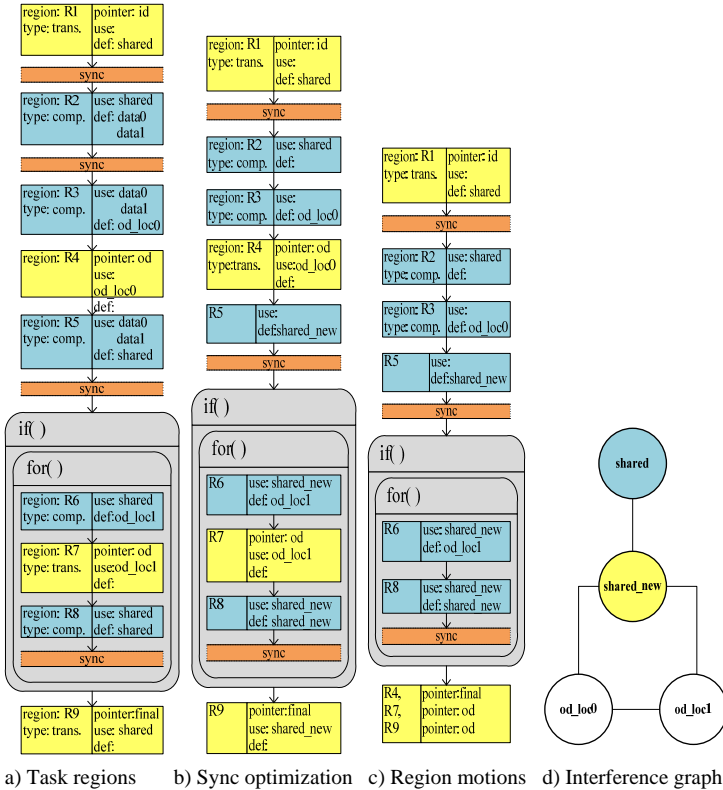 region: R1
type: trans.
pointer: id
use:
def: shared
sync
region: R2
type: comp.
use: shared
def: data0
data1
sync
region: R3
type: comp.
use: data0
data1
def: od_loc0
region: R4
pointer: od
use:
od_loc0
def:
region: R5
type: comp.
use: data0
data1
def: shared
sync
if( )
for( )
region: R6
type: comp.
use: shared
def:od_loc1
region: R7
type: trans.
pointer: od
use:od_loc1
def:
region: R8
type: comp.
use: shared
def: shared
sync
region: R9
type: trans.
pointer:final
use: shared
def:
a) Task regions
region: R1
type: trans.
pointer: id
use:
def: shared
sync
region: R2
type: comp.
use: shared
def:
region: R3
type: comp.
use:
def: od_loc0
region: R4
type:trans.
pointer: od
use:od_loc0
def:
R5
use:
def:shared_new
sync
if( )
for( )
R6
use: shared_new
def: od_loc1
R7
pointer: od
use: od_loc1
def:
R8
use: shared_new
def: shared_new
sync
R9
pointer:final
use: shared_new
def:
b) Sync optimization
region: R1
type: trans.
pointer: id
use:
def: shared
sync
region: R2
type: comp.
use: shared
def:
region: R3
type: comp.
use:
def: od_loc0
R5
use:
def:shared_new
sync
if( )
for( )
R6
use: shared_new
def: od_loc1
R8
use: shared_new
def: shared_new
sync
R4,
R7,
R9
pointer:final
pointer: od
pointer: od
c) Region motions
shared
shared_new
od_loc0
od_loc1
d) Interference graph